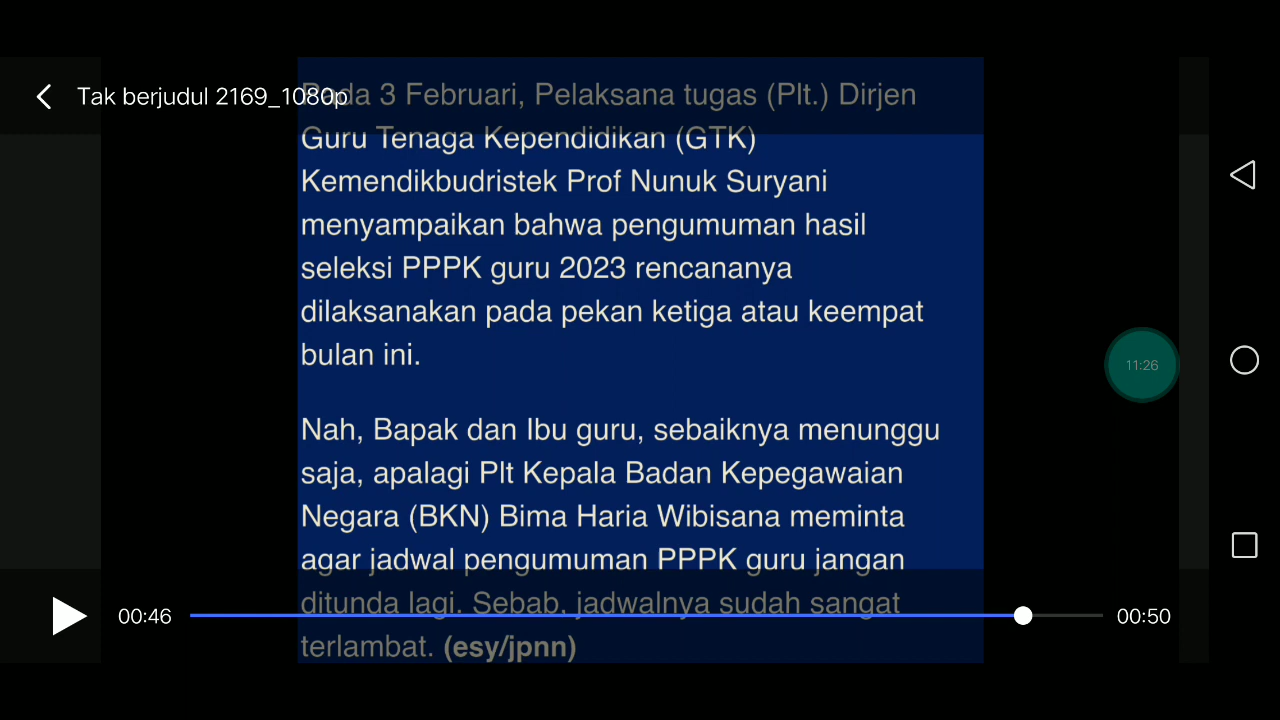 Tak berjudul 2169_1080p
Pada 3 Februari, Pelaksana tugas (Plt.) Dirjen
Guru Tenaga Kependidikan (GTK)
Kemendikbudristek Prof Nunuk Suryani
menyampaikan bahwa pengumuman hasil
seleksi PPPK guru 2023 rencananya
dilaksanakan pada pekan ketiga atau keempat
bulan ini.
11:26
Nah, Bapak dan Ibu guru, sebaiknya menunggu
saja, apalagi Plt Kepala Badan Kepegawaian
Negara (BKN) Bima Haria Wibisana meminta
agar jadwal pengumuman PPPK guru jangan
ditunda lagi. Sebab, jadwalnya sudah sangat
terlambat. (esy/jpnn)
00:46
00:50